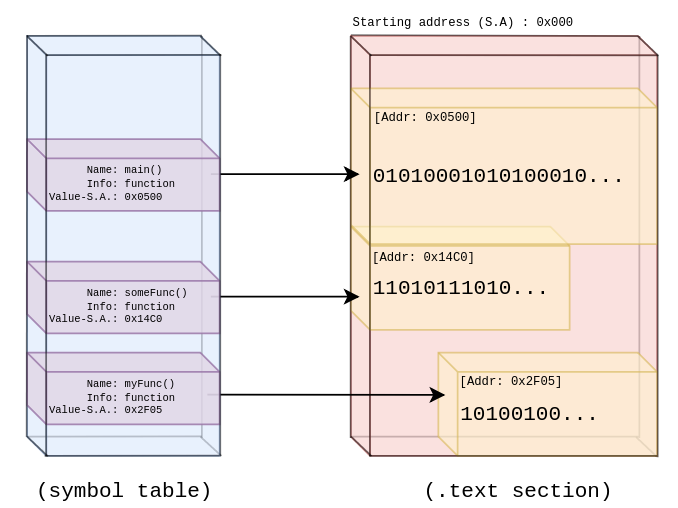 Starting address (S.A) : 0x000
Name: main()
Info: function
Value-S.A.: 0x0500
Name: someFunc()
Info: function
Value-S.A.: 0x14C0
Name: myFunc()
Info: function
Value-S.A.: 0x2F05
(symbol table)
[Addr: 0x0500]
01010001010100010...
[Addr: 0x14C0]
11010111010...
[Addr: 0x2F05]
10100100...
(.text section)